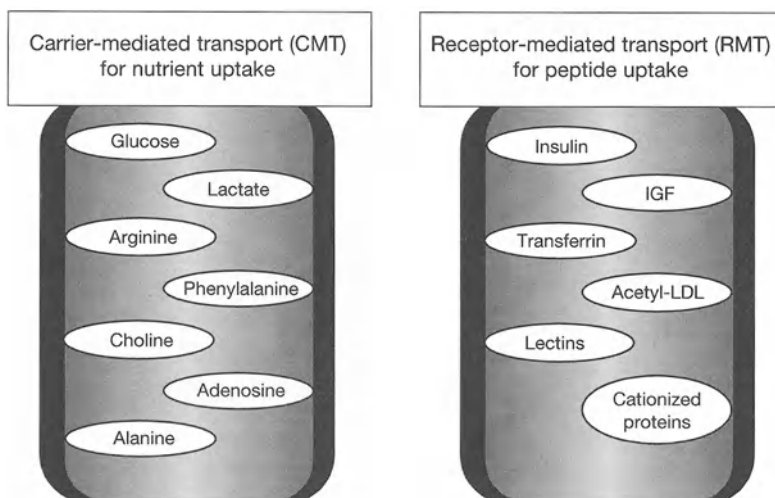 Carrier-mediated transport (CMT)
for nutrient uptake
Glucose
Lactate
Arginine
Phenylalanine
Choline
Adenosine
Alanine
Receptor-mediated transport (RMT)
for peptide uptake
Insulin
IGF
Transferrin
Acetyl-LDL
Lectins
Cationized
proteins